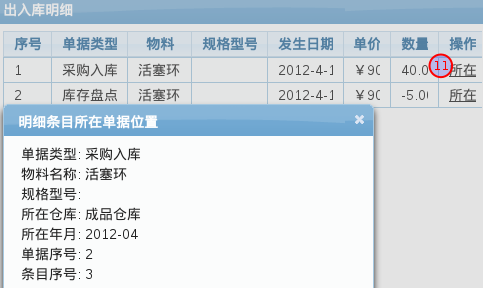 出入库明细
序号 单据类型 物料 规格型号 发生日期 单价 数量 操作
1 采购入库 活塞环 2012-4-1 ￥90 40.0 11 所在
2 库存盘点 活塞环 2012-4-1 ￥90 -5.00 所在
明细条目所在单据位置 ×
单据类型: 采购入库
物料名称: 活塞环
规格型号:
所在仓库: 成品仓库
所在年月: 2012-04
单据序号: 2
条目序号: 3